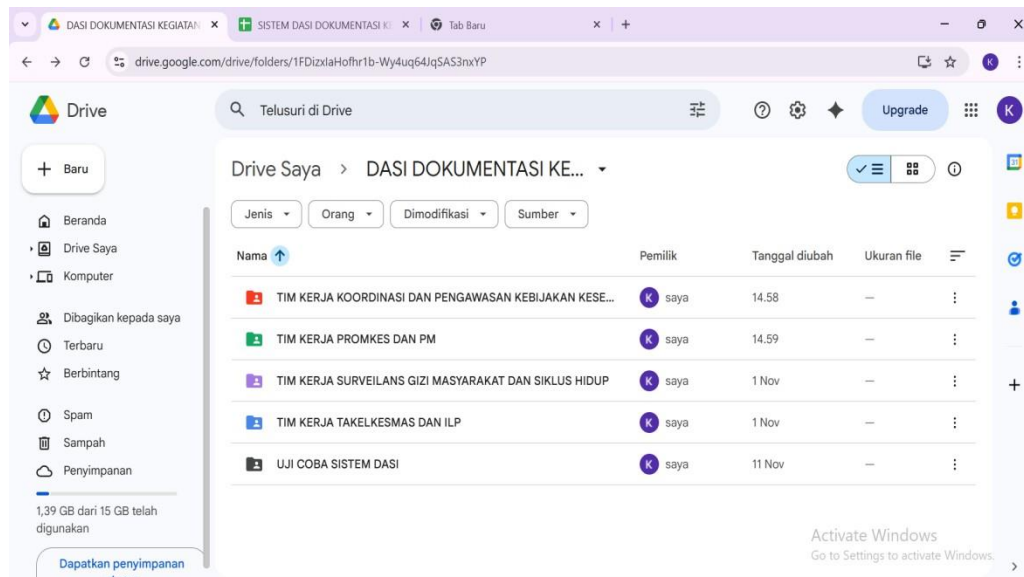 DASI DOKUMENTASI KEGIATAN
SISTEM DASI DOKUMENTASI KE
Tab Baru
drive.google.com/drive/folders/1FDizxIaHofhr1b-Wy4uq64JqSAS3nxYP
K
Drive
Telusuri di Drive
Upgrade
K
Baru
Drive Saya > DASI DOKUMENTASI KE...
Jenis Orang Dimodifikasi Sumber
Beranda
Drive Saya
Komputer
Dibagikan kepada saya
Terbaru
Berbintang
Spam
Sampah
Penyimpanan
1,39 GB dari 15 GB telah
digunakan
Dapatkan penyimpanan
Nama Pemilik Tanggal diubah Ukuran file
TIM KERJA KOORDINASI DAN PENGAWASAN KEBIJAKAN KESE... K saya 14.58 —
TIM KERJA PROMKES DAN PM K saya 14.59 —
TIM KERJA SURVEILANS GIZI MASYARAKAT DAN SIKLUS HIDUP K saya 1 Nov —
TIM KERJA TAKELKESMAS DAN ILP K saya 1 Nov —
UJI COBA SISTEM DASI K saya 11 Nov —
31
Activate Windows
Go to Settings to activate Windows.